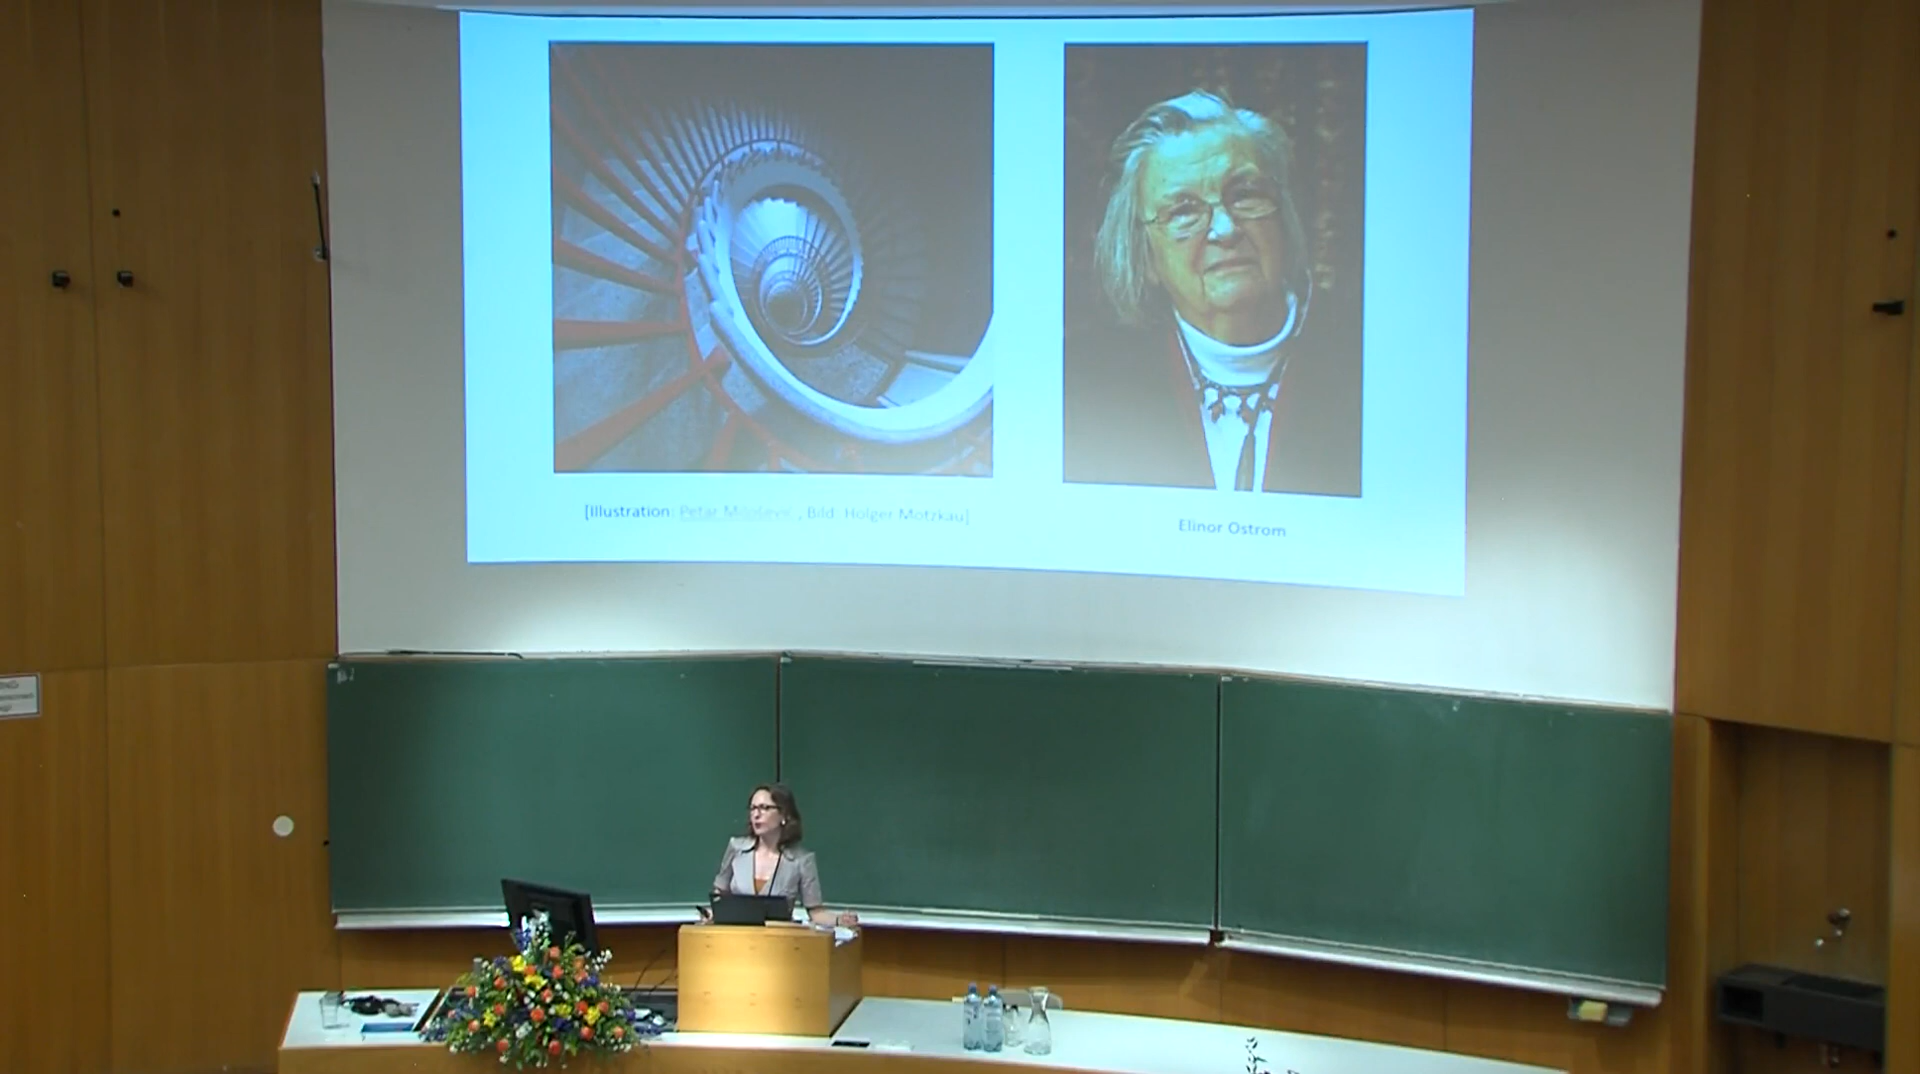 [Illustration: Petar Milošević , Bild: Holger Motzkau]
Elinor Ostrom